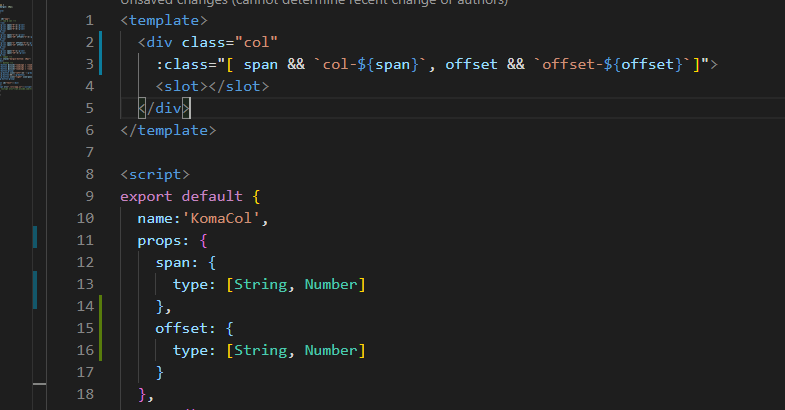 Unsaved changes (cannot determine recent change or authors)
1 <template>
2 <div class="col"
3 :class="[ span && `col-${span}`, offset && `offset-${offset}`]">
4 <slot></slot>
5 </div>
6 </template>
7
8 <script>
9 export default {
10 name:'KomaCol',
11 props: {
12 span: {
13 type: [String, Number]
14 },
15 offset: {
16 type: [String, Number]
17 }
18 },